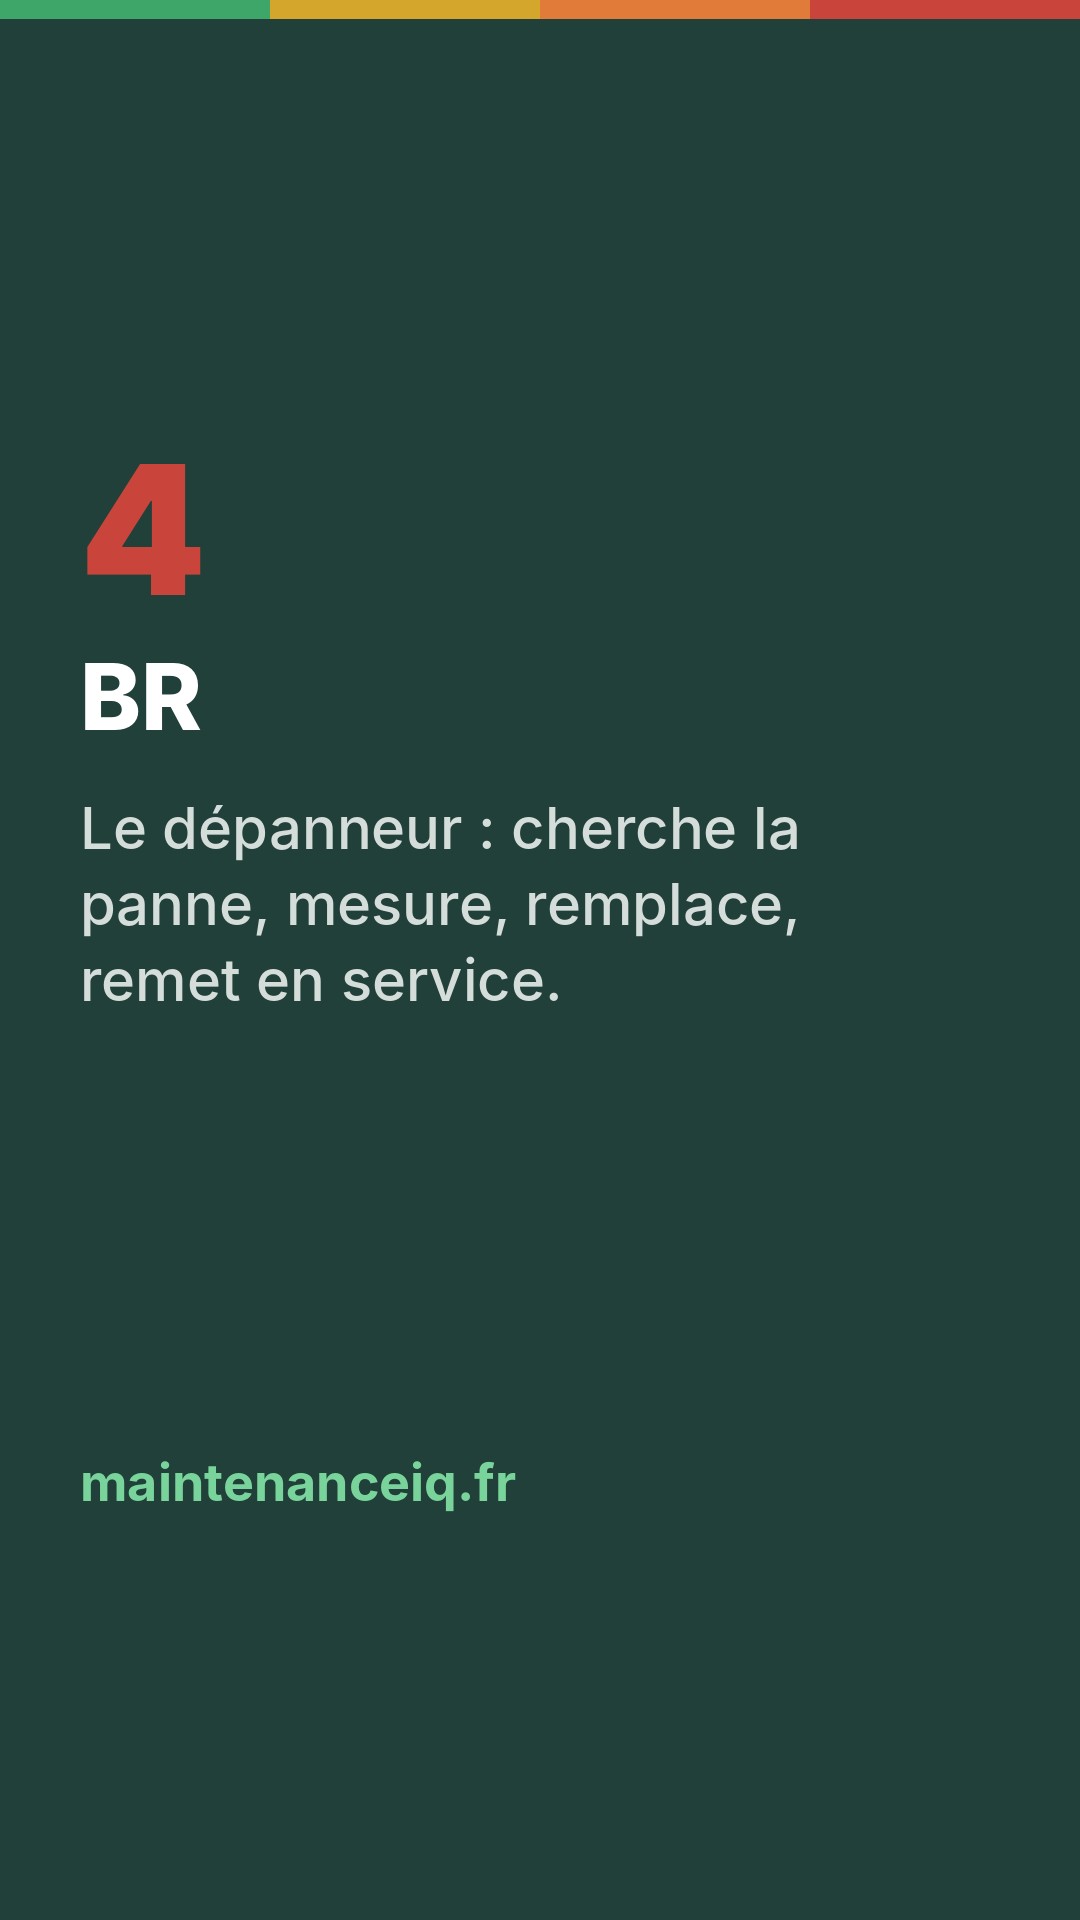 4
BR
Le dépanneur : cherche la
panne, mesure, remplace,
remet en service.
maintenanceiq.fr